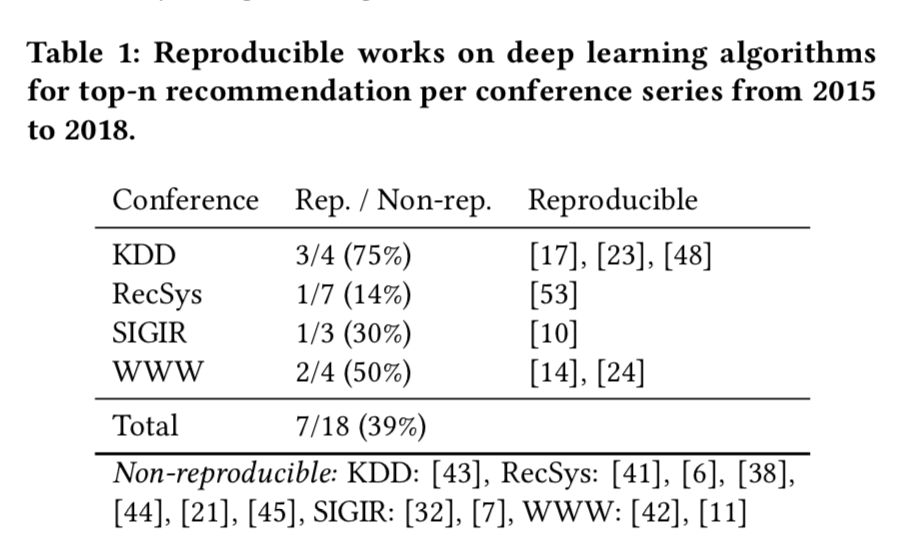 Table 1: Reproducible works on deep learning algorithms
for top-n recommendation per conference series from 2015
to 2018.
Conference Rep. / Non-rep. Reproducible
KDD 3/4 (75%) [17], [23], [48]
RecSys 1/7 (14%) [53]
SIGIR 1/3 (30%) [10]
WWW 2/4 (50%) [14], [24]
Total 7/18 (39%)
Non-reproducible: KDD: [43], RecSys: [41], [6], [38],
[44], [21], [45], SIGIR: [32], [7], WWW: [42], [11]